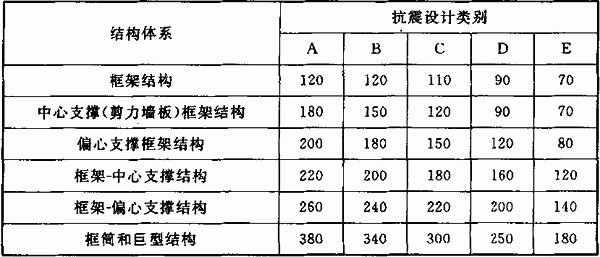 结构体系 抗震设计类别
A B C D E
框架结构 120 120 110 90 70
中心支撑(剪力墙板)框架结构 180 150 120 90 70
偏心支撑框架结构 200 180 150 120 80
框架-中心支撑结构 220 200 180 160 120
框架-偏心支撑结构 260 240 220 200 140
框筒和巨型结构 380 340 300 250 180